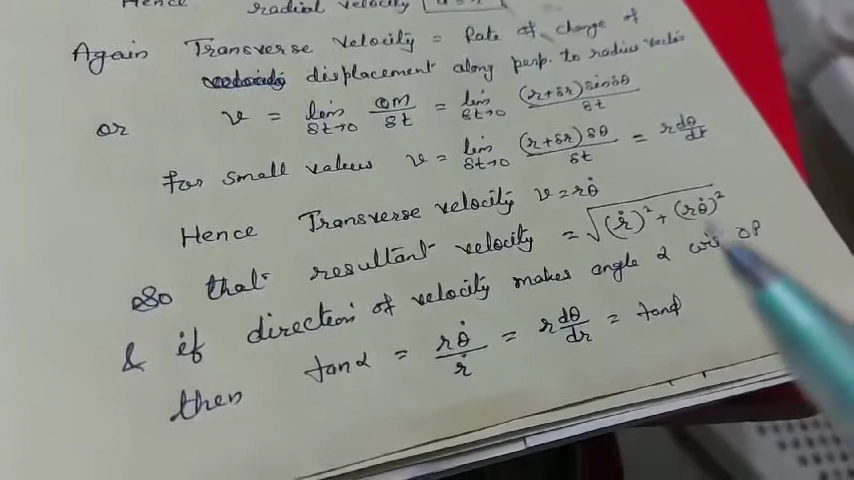 Hence radial velocity
Again Transverse velocity = Rate of change of
displacement along perp. to radius vector
or v = lim δt→0 QM/δt = lim δt→0 (r+δr)sinδθ/δt
For small values v = lim δt→0 (r+δr)δθ/δt = r dθ/dr
Hence Transverse velocity v = rθ̇
So that resultant velocity = √(ṙ)² + (rθ̇)²
& if direction of velocity makes angle α with OP
then tanα = rθ̇/ṙ = r dθ/dr = tanϕ